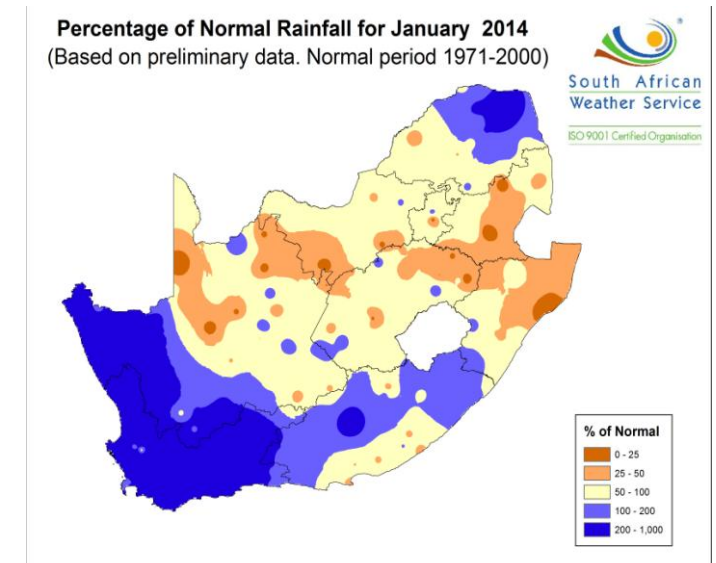 Percentage of Normal Rainfall for January 2014
(Based on preliminary data. Normal period 1971-2000)
South African
Weather Service
ISO 9001 Certified Organisation
% of Normal
0 - 25
25 - 50
50 - 100
100 - 200
200 - 1,000